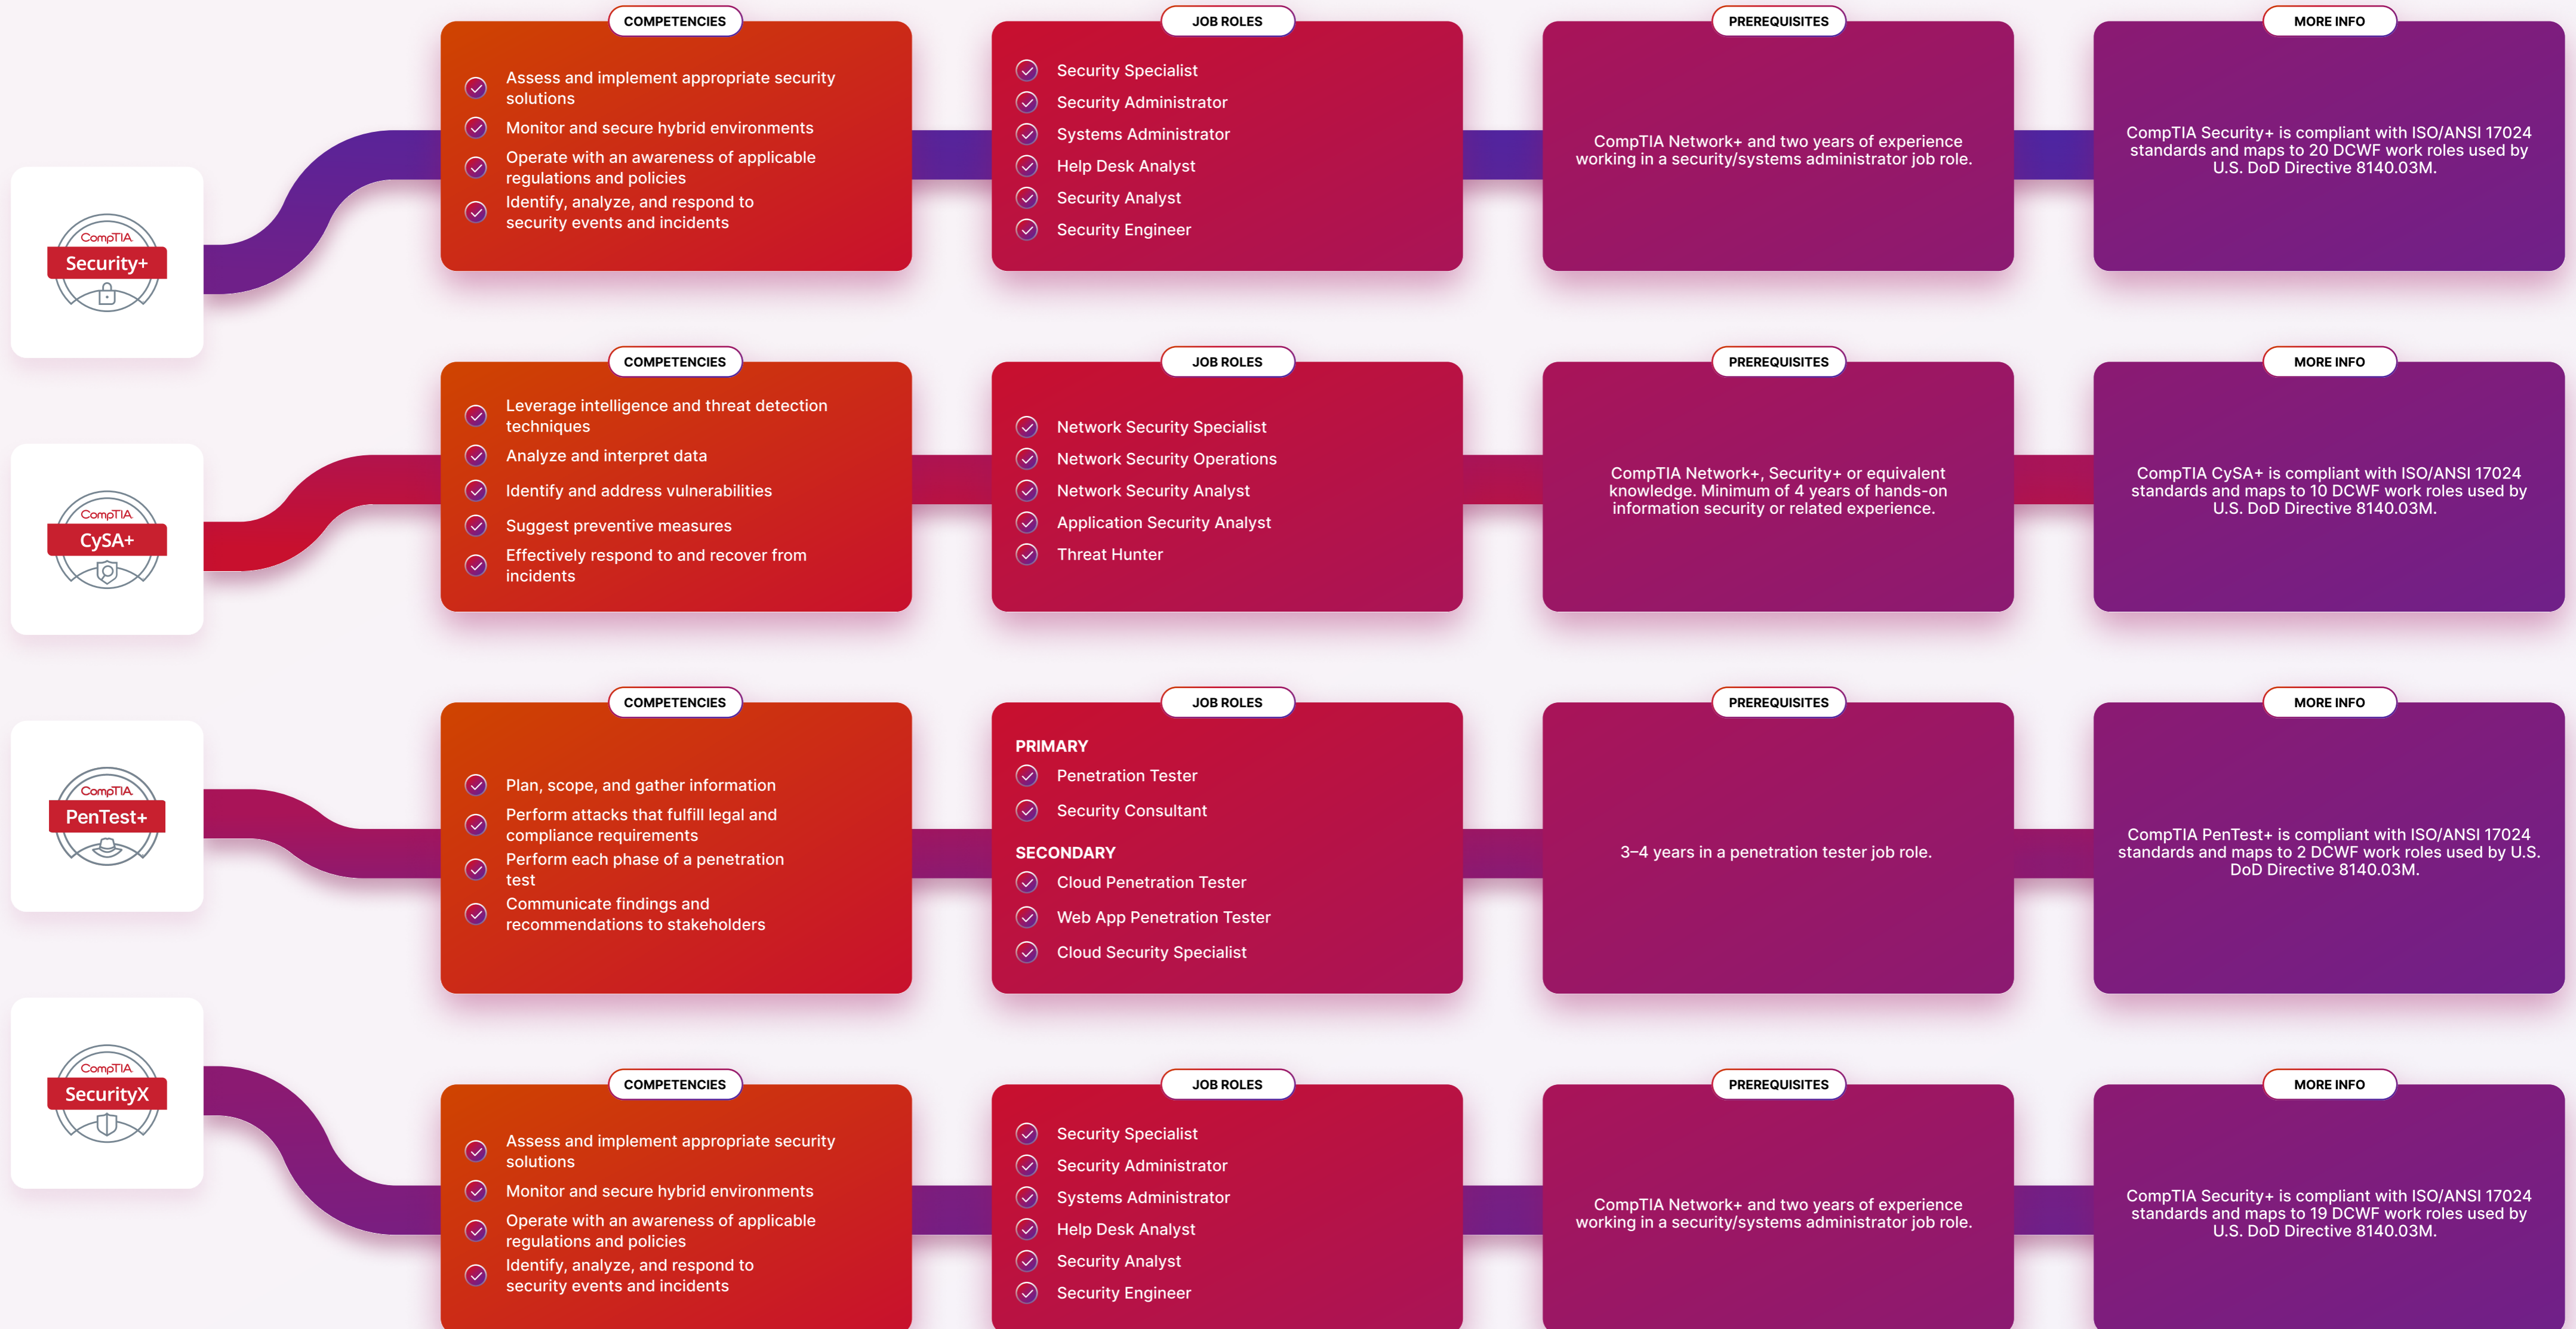 CompTIA
Security+
COMPETENCIES
Assess and implement appropriate security
solutions
Monitor and secure hybrid environments
Operate with an awareness of applicable
regulations and policies
Identify, analyze, and respond to
security events and incidents
JOB ROLES
Security Specialist
Security Administrator
Systems Administrator
Help Desk Analyst
Security Analyst
Security Engineer
PREREQUISITES
CompTIA Network+ and two years of experience
working in a security/systems administrator job role.
MORE INFO
CompTIA Security+ is compliant with ISO/ANSI 17024
standards and maps to 20 DCWF work roles used by
U.S. DoD Directive 8140.03M.
CompTIA
CySA+
COMPETENCIES
Leverage intelligence and threat detection
techniques
Analyze and interpret data
Identify and address vulnerabilities
Suggest preventive measures
Effectively respond to and recover from
incidents
JOB ROLES
Network Security Specialist
Network Security Operations
Network Security Analyst
Application Security Analyst
Threat Hunter
PREREQUISITES
CompTIA Network+, Security+ or equivalent
knowledge. Minimum of 4 years of hands-on
information security or related experience.
MORE INFO
CompTIA CySA+ is compliant with ISO/ANSI 17024
standards and maps to 10 DCWF work roles used by
U.S. DoD Directive 8140.03M.
CompTIA
PenTest+
COMPETENCIES
Plan, scope, and gather information
Perform attacks that fulfill legal and
compliance requirements
Perform each phase of a penetration
test
Communicate findings and
recommendations to stakeholders
JOB ROLES
PRIMARY
Penetration Tester
Security Consultant
SECONDARY
Cloud Penetration Tester
Web App Penetration Tester
Cloud Security Specialist
PREREQUISITES
3–4 years in a penetration tester job role.
MORE INFO
CompTIA PenTest+ is compliant with ISO/ANSI 17024
standards and maps to 2 DCWF work roles used by U.S.
DoD Directive 8140.03M.
CompTIA
SecurityX
COMPETENCIES
Assess and implement appropriate security
solutions
Monitor and secure hybrid environments
Operate with an awareness of applicable
regulations and policies
Identify, analyze, and respond to
security events and incidents
JOB ROLES
Security Specialist
Security Administrator
Systems Administrator
Help Desk Analyst
Security Analyst
Security Engineer
PREREQUISITES
CompTIA Network+ and two years of experience
working in a security/systems administrator job role.
MORE INFO
CompTIA Security+ is compliant with ISO/ANSI 17024
standards and maps to 19 DCWF work roles used by
U.S. DoD Directive 8140.03M.